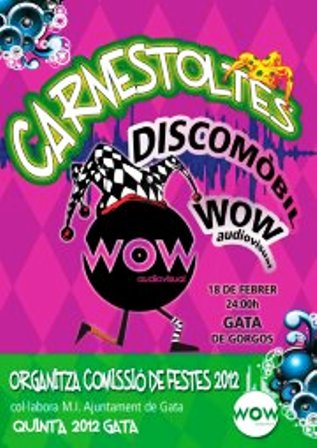 CARNESTOLTES
DISCOMÒBIL
WOW
audiovisual
WOW
audiovisual
18 DE FEBRER
24:00h
GATA
DE GORGOS
ORGANITZA COMISSIÓ DE FESTES 2012
col·labora M.I. Ajuntament de Gata
QUINTA 2012 GATA
WOW